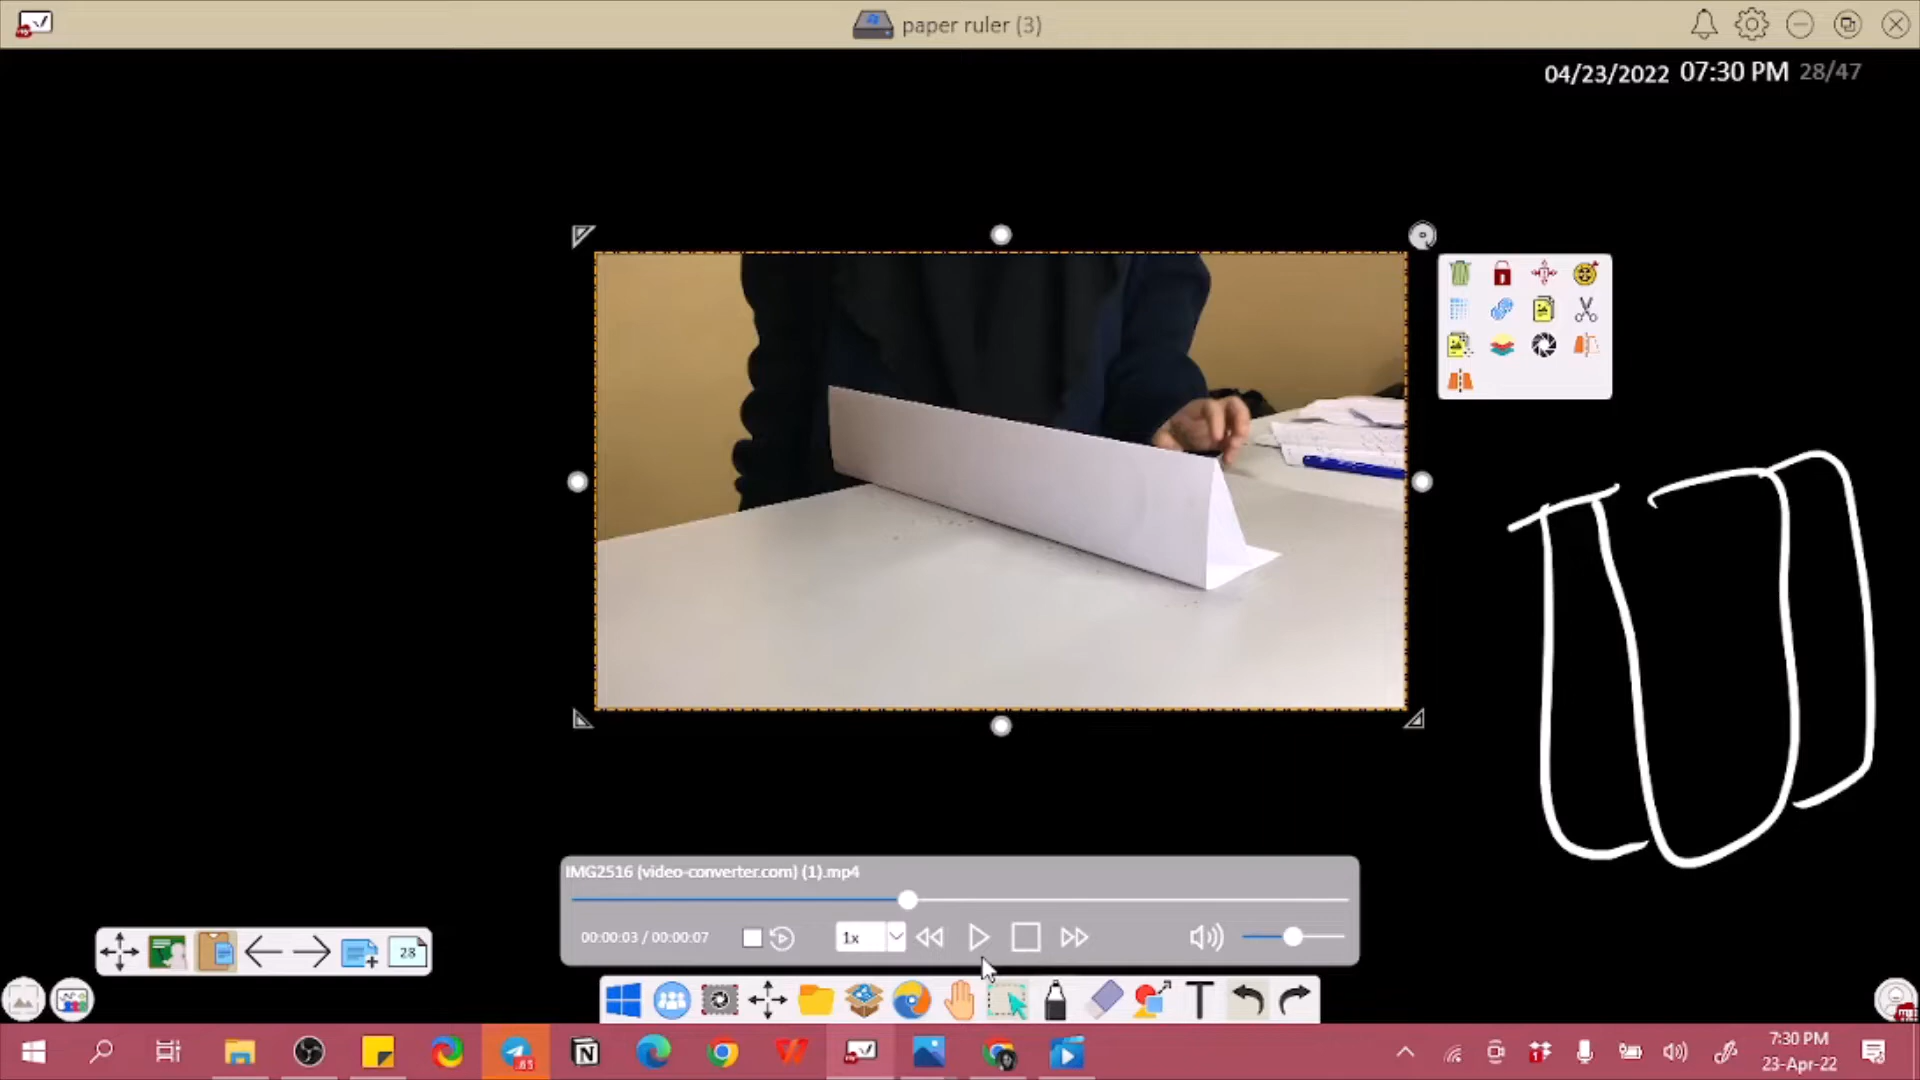 paper ruler (3)
04/23/2022 07:30 PM 28/47
IMG2516 (video-converter.com) (1).mp4
00:00:03 / 00:00:07
1x
28
T
7:30 PM
23-Apr-22